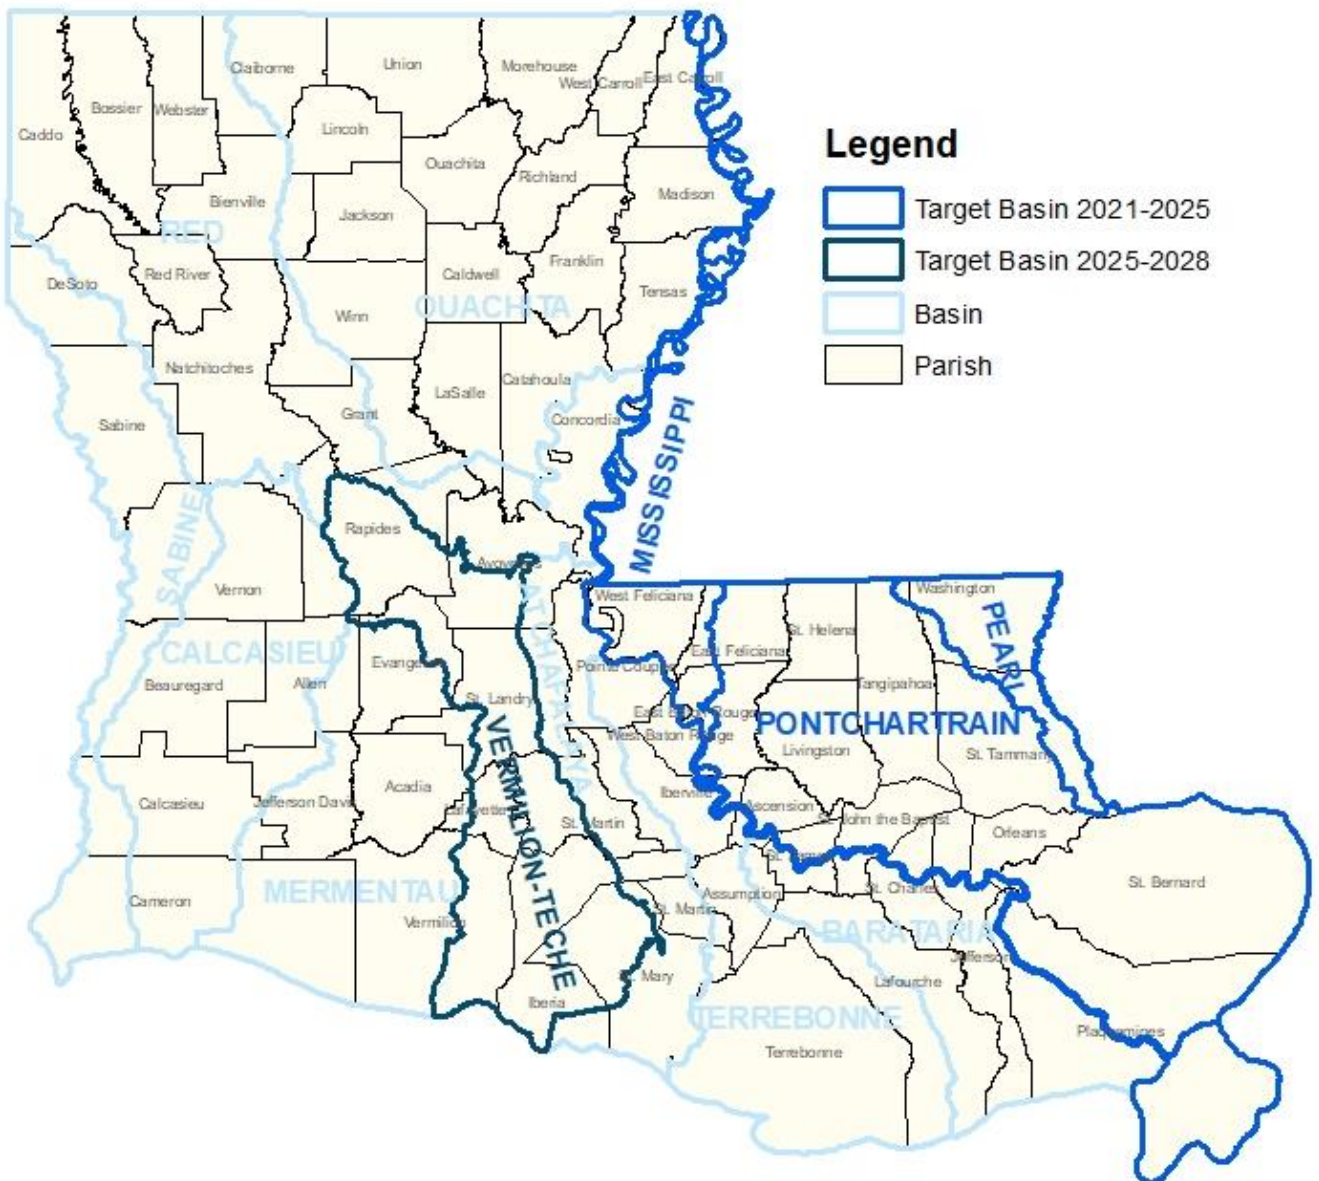 Claiborne
Union
Morehouse
West Carroll
East Carroll
Bossier
Webster
Caddo
Lincoln
Ouachita
Richland
Madison
Bienville
Jackson
RED
Red River
DeSoto
Caldwell
Franklin
Tensas
OUACHITA
Winn
Natchitoches
LaSalle
Catahoula
Grant
Concordia
Sabine
MISSISSIPPI
SABINE
Rapides
Avoyelles
Vernon
ATCHAFALAYA
West Feliciana
Washington
PEARL
St. Helena
East Feliciana
CALCASIEU
Evangeline
Pointe Coupee
Beauregard
Allen
St. Landry
Tangipahoa
East Baton Rouge
PONTCHARTRAIN
West Baton Rouge
Livingston
St. Tammany
VERMILION-TECHE
Acadia
Iberville
Calcasieu
Jefferson Davis
Lafayette
Ascension
St. Martin
St. John the Baptist
Orleans
St. James
St. Bernard
MERMENTAU
Assumption
St. Charles
Cameron
Vermilion
St. Martin
BARATARIA
Jefferson
St. Mary
Lafourche
Iberia
TERREBONNE
Plaquemines
Terrebonne
Legend
Target Basin 2021-2025
Target Basin 2025-2028
Basin
Parish